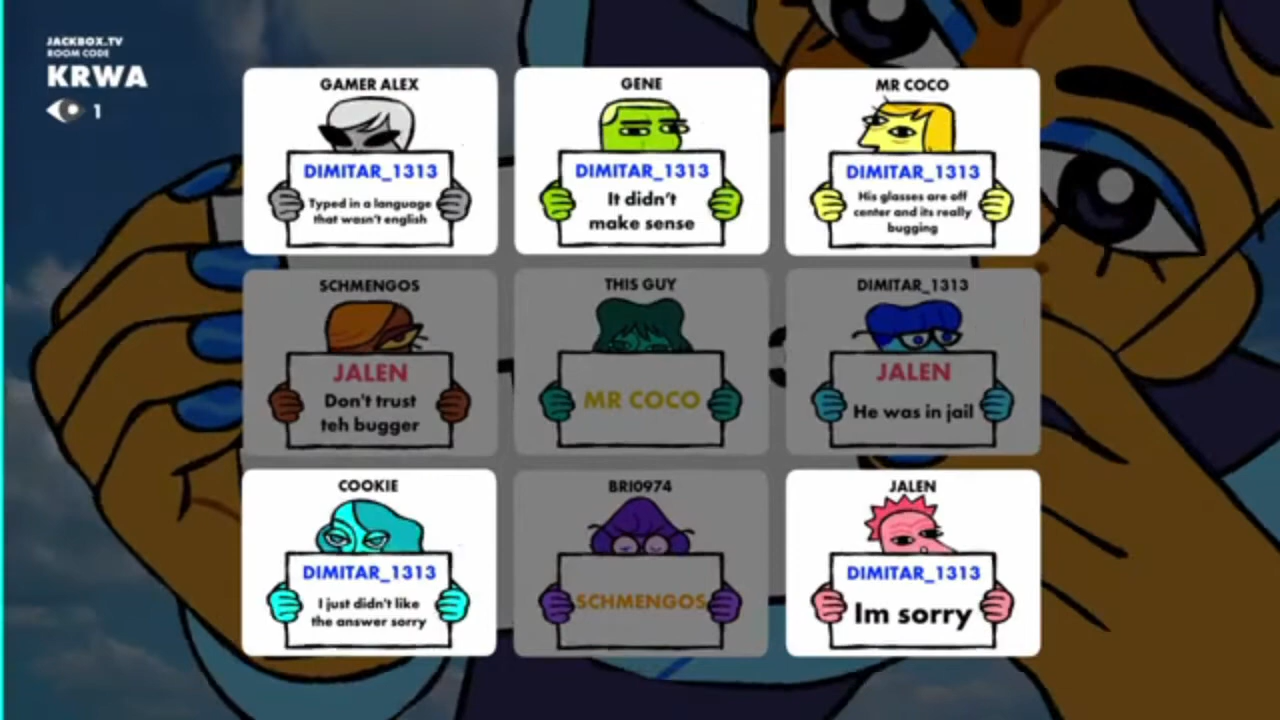 JACKBOX.TV
ROOM CODE
KRWA
1
GAMER ALEX
DIMITAR_1313
Typed in a language
that wasn't english
GENE
DIMITAR_1313
It didn't
make sense
MR COCO
DIMITAR_1313
His glasses are off
center and its really
bugging
SCHMENGOS
JALEN
Don't trust
teh bugger
THIS GUY
MR COCO
DIMITAR_1313
JALEN
He was in jail
COOKIE
DIMITAR_1313
I just didn't like
the answer sorry
BRI0974
SCHMENGOS
JALEN
DIMITAR_1313
Im sorry